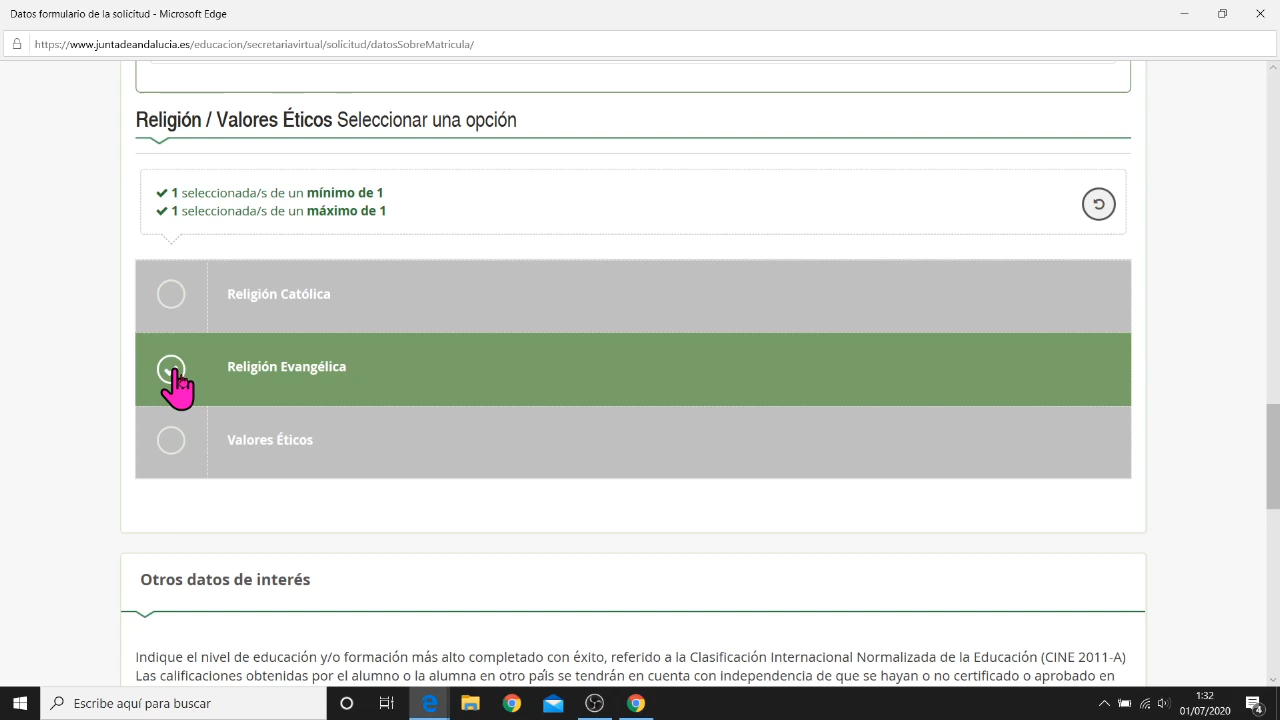 Datos formulario de la solicitud - Microsoft Edge
https://www.juntadeandalucia.es/educacion/secretariavirtual/solicitud/datosSobreMatricula/
Religión / Valores Éticos Seleccionar una opción
1 seleccionada/s de un mínimo de 1
1 seleccionada/s de un máximo de 1
Religión Católica
Religión Evangélica
Valores Éticos
Otros datos de interés
Indique el nivel de educación y/o formación más alto completado con éxito, referido a la Clasificación Internacional Normalizada de la Educación (CINE 2011-A)
Las calificaciones obtenidas por el alumno o la alumna en otro país se tendrán en cuenta con independencia de que se hayan o no certificado o aprobado en
Escribe aquí para buscar
1:32
01/07/2020
4